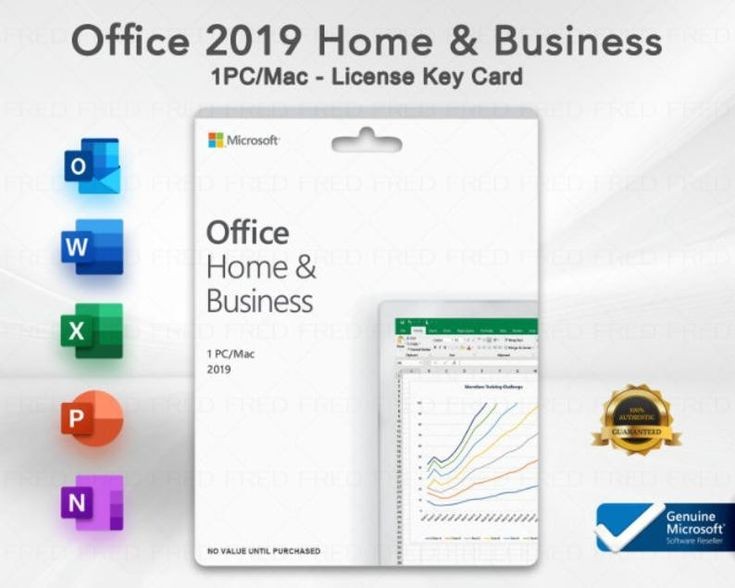 Office 2019 Home & Business
1PC/Mac - License Key Card
Microsoft
Office
Home &
Business
1 PC/Mac
2019
NO VALUE UNTIL PURCHASED
O
W
X
P
N
100%
AUTHENTIC
GUARANTEED
Genuine
Microsoft
Software Reseller
FRED